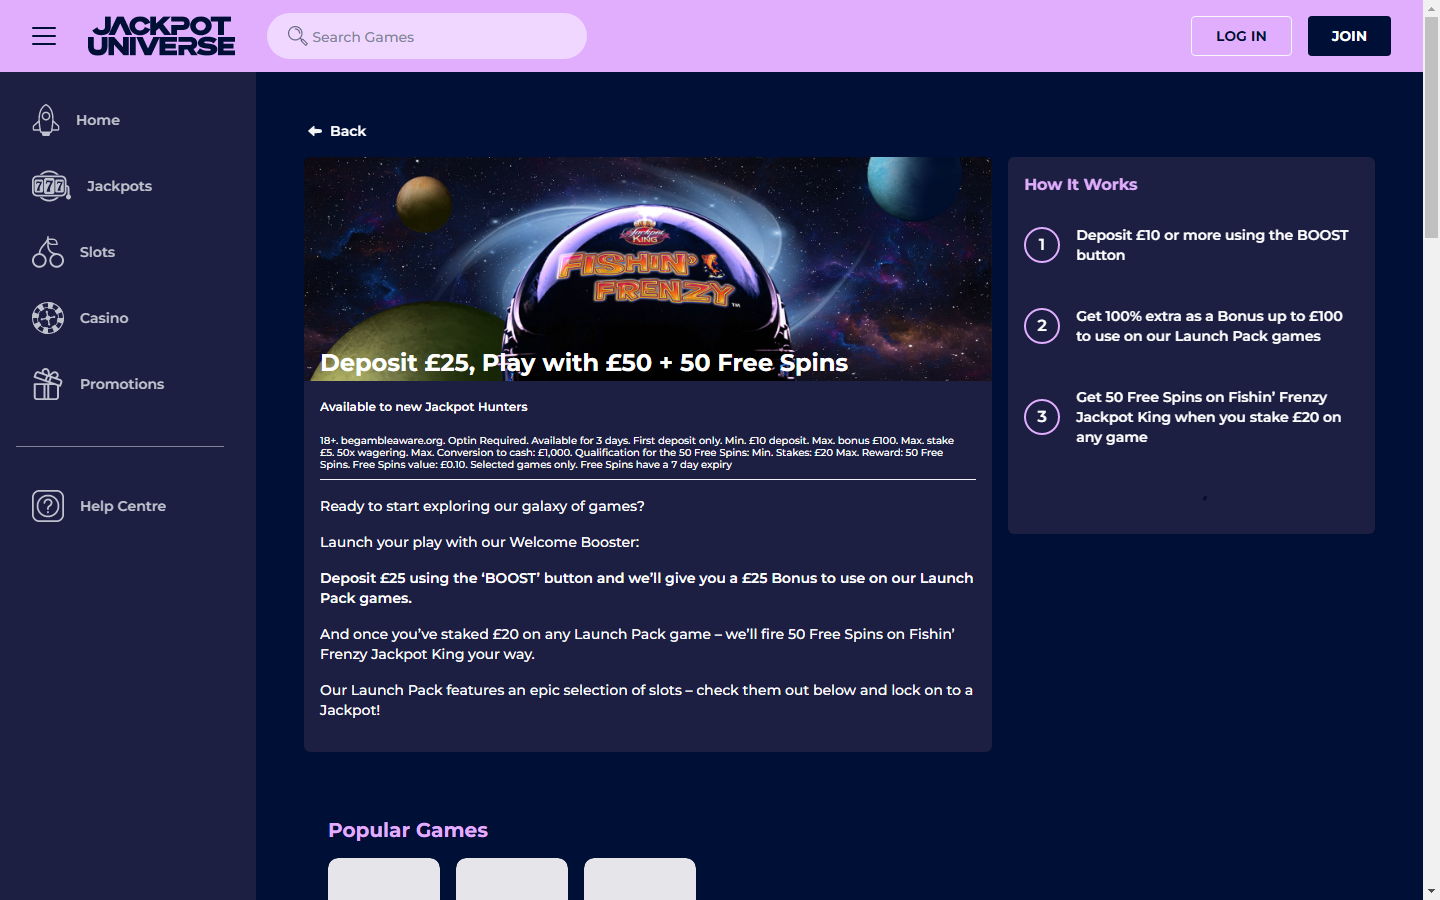 JACKPOT
UNIVERSE
Search Games
LOG IN
JOIN
Home
Jackpots
Slots
Casino
Promotions
Help Centre
Back
777
Jackpot
KING
FISHIN'
FRENZY™
Deposit £25, Play with £50 + 50 Free Spins
Available to new Jackpot Hunters
18+. begambleaware.org. Optin Required. Available for 3 days. First deposit only. Min. £10 deposit. Max. bonus £100. Max. stake
£5. 50x wagering. Max. Conversion to cash: £1,000. Qualification for the 50 Free Spins: Min. Stakes: £20 Max. Reward: 50 Free
Spins. Free Spins value: £0.10. Selected games only. Free Spins have a 7 day expiry
Ready to start exploring our galaxy of games?
Launch your play with our Welcome Booster:
Deposit £25 using the ‘BOOST’ button and we’ll give you a £25 Bonus to use on our Launch
Pack games.
And once you’ve staked £20 on any Launch Pack game – we’ll fire 50 Free Spins on Fishin’
Frenzy Jackpot King your way.
Our Launch Pack features an epic selection of slots – check them out below and lock on to a
Jackpot!
How It Works
1
Deposit £10 or more using the BOOST
button
2
Get 100% extra as a Bonus up to £100
to use on our Launch Pack games
3
Get 50 Free Spins on Fishin’ Frenzy
Jackpot King when you stake £20 on
any game
Popular Games